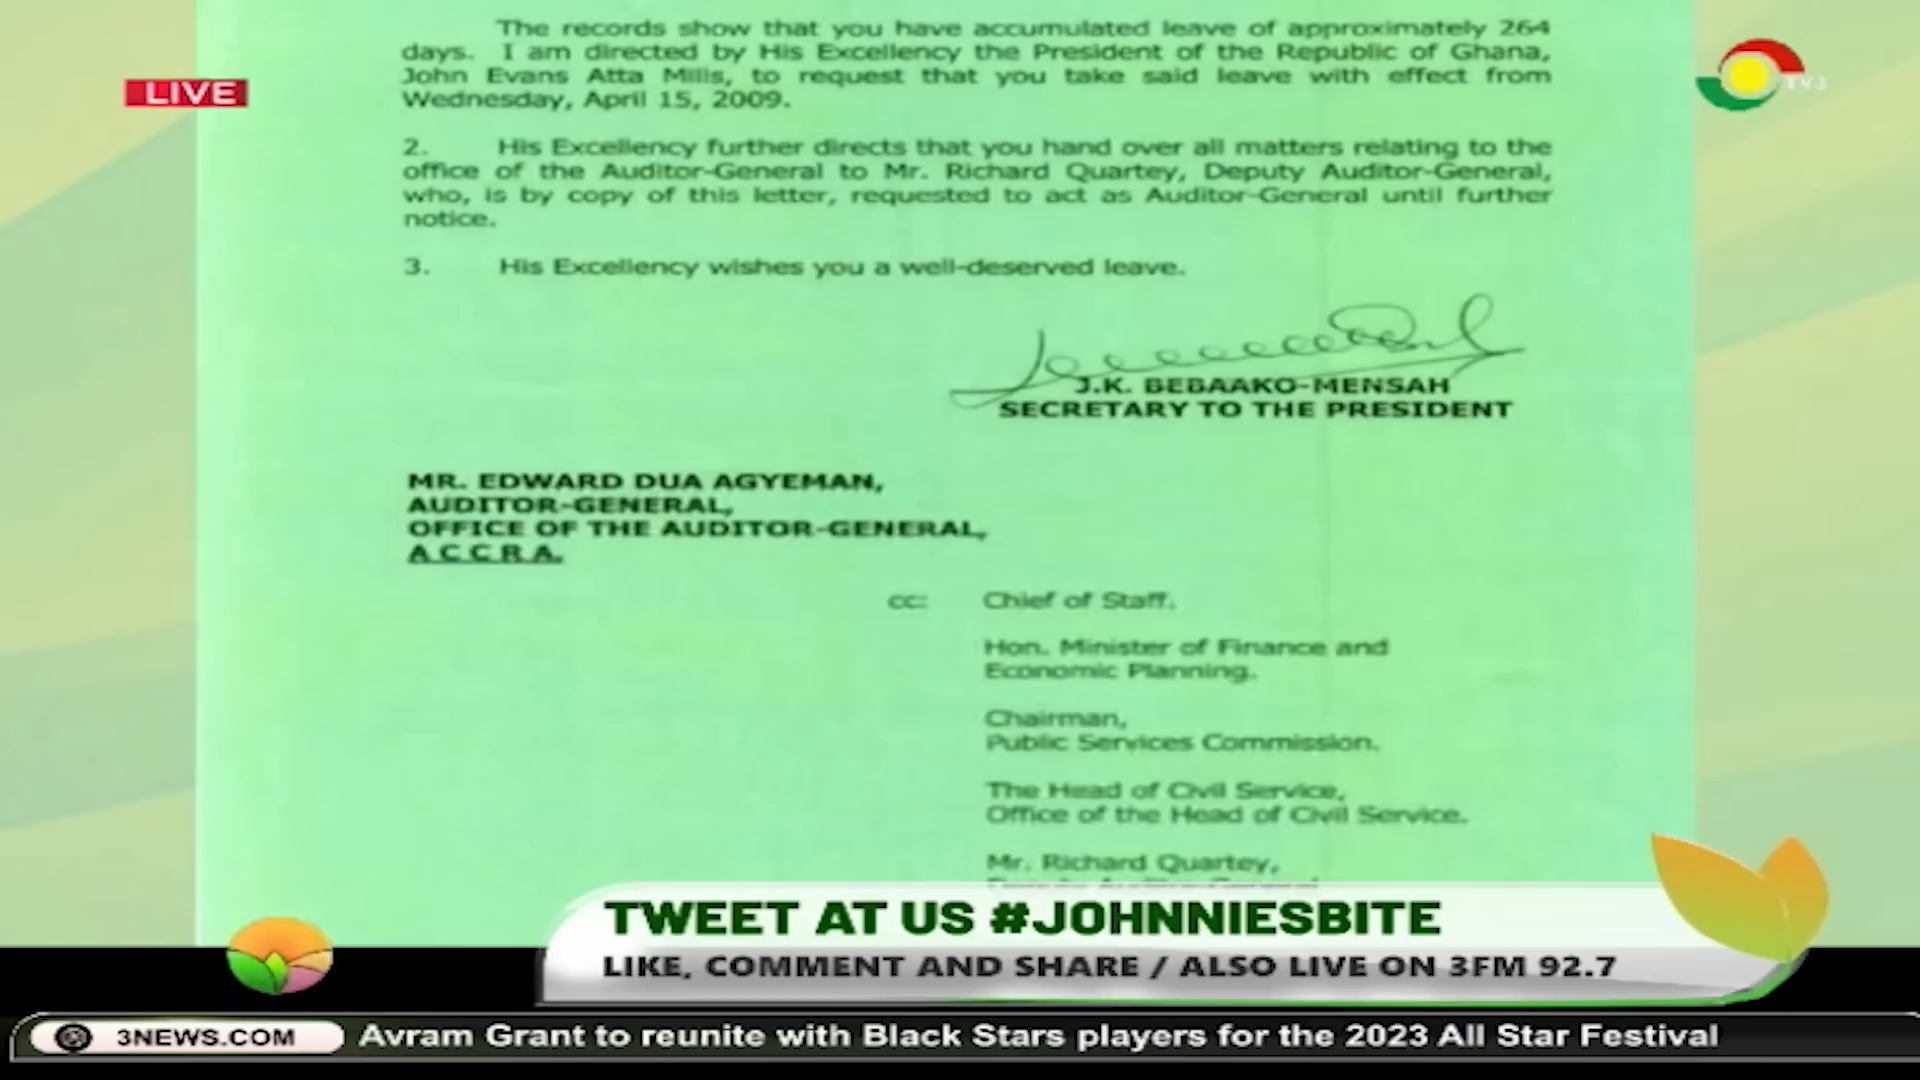 The records show that you have accumulated leave of approximately 264
days. I am directed by His Excellency the President of the Republic of Ghana,
John Evans Atta Mills, to request that you take said leave with effect from
Wednesday, April 15, 2009.
2. His Excellency further directs that you hand over all matters relating to the
office of the Auditor-General to Mr. Richard Quartey, Deputy Auditor-General,
who, is by copy of this letter, requested to act as Auditor-General until further
notice.
3. His Excellency wishes you a well-deserved leave.
J.K. BEBAAKO-MENSAH
SECRETARY TO THE PRESIDENT
MR. EDWARD DUA AGYEMAN,
AUDITOR-GENERAL,
OFFICE OF THE AUDITOR-GENERAL,
A C C R A.
cc: Chief of Staff.
Hon. Minister of Finance and
Economic Planning.
Chairman,
Public Services Commission.
The Head of Civil Service,
Office of the Head of Civil Service.
Mr. Richard Quartey,
LIVE
TV3
TWEET AT US #JOHNNIESBITE
LIKE, COMMENT AND SHARE / ALSO LIVE ON 3FM 92.7
3NEWS.COM Avram Grant to reunite with Black Stars players for the 2023 All Star Festival